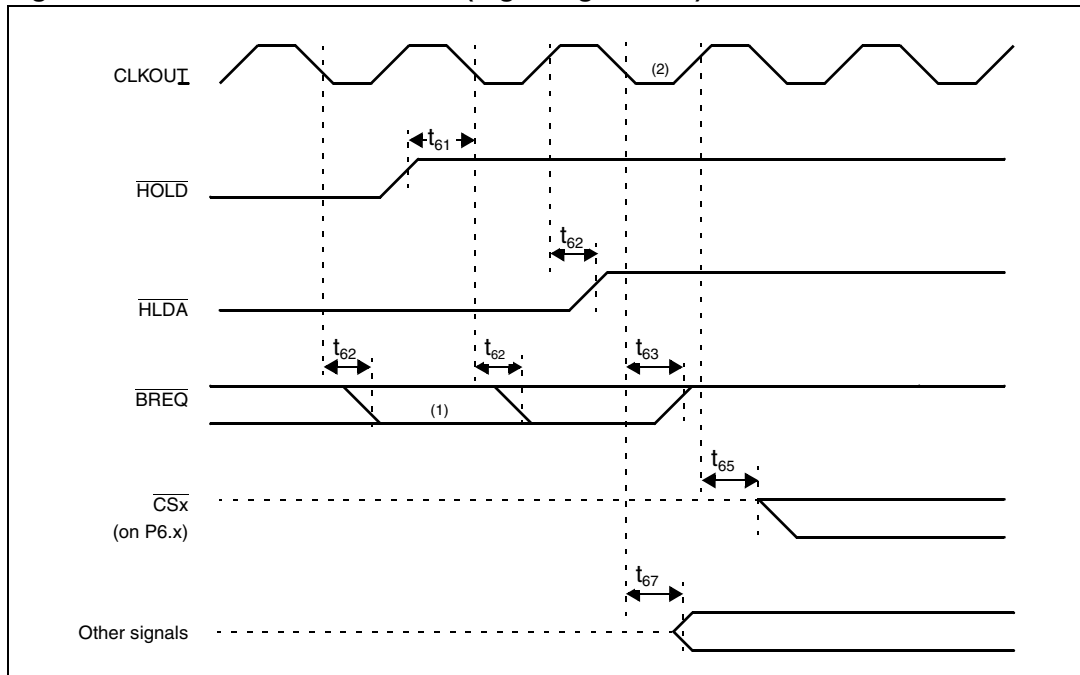 CLKOUT
(2)
t61
HOLD
t62
HLDA
t62
t62
t63
BREQ
(1)
t65
CSx
(on P6.x)
t67
Other signals